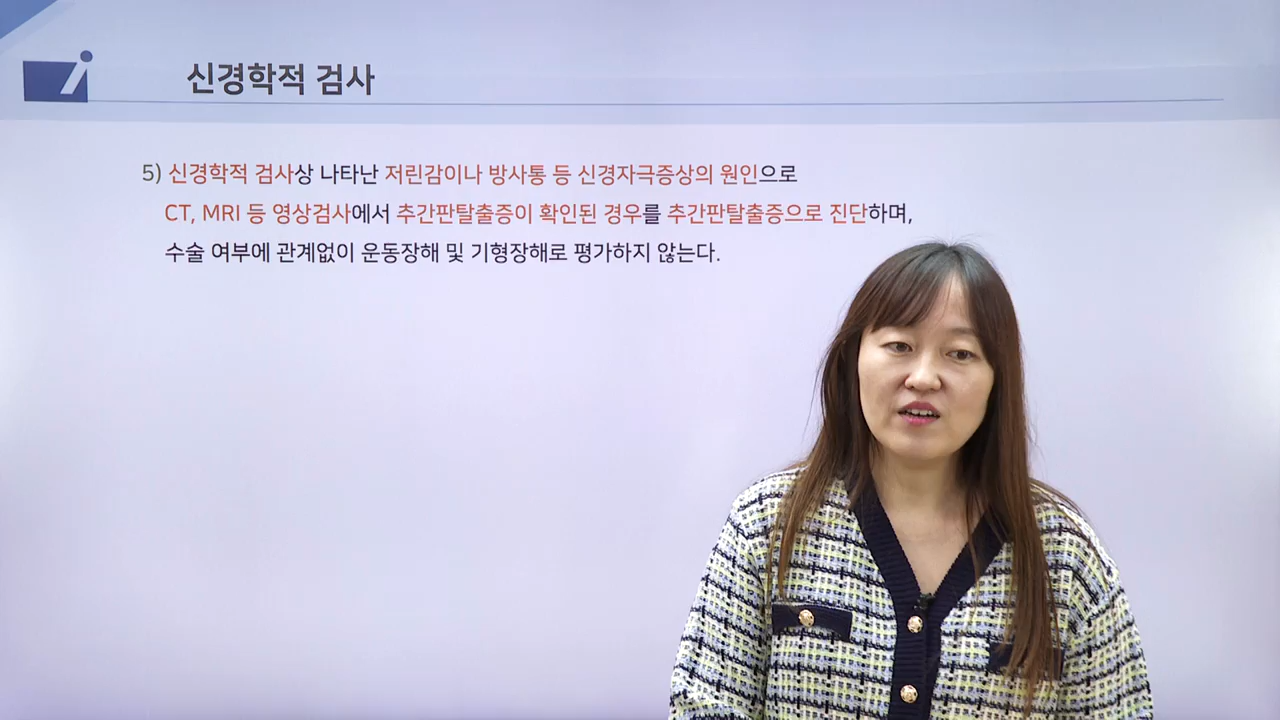 신경학적 검사
5) 신경학적 검사상 나타난 저린감이나 방사통 등 신경자극증상의 원인으로
CT, MRI 등 영상검사에서 추간판탈출증이 확인된 경우를 추간판탈출증으로 진단하며,
수술 여부에 관계없이 운동장해 및 기형장해로 평가하지 않는다.